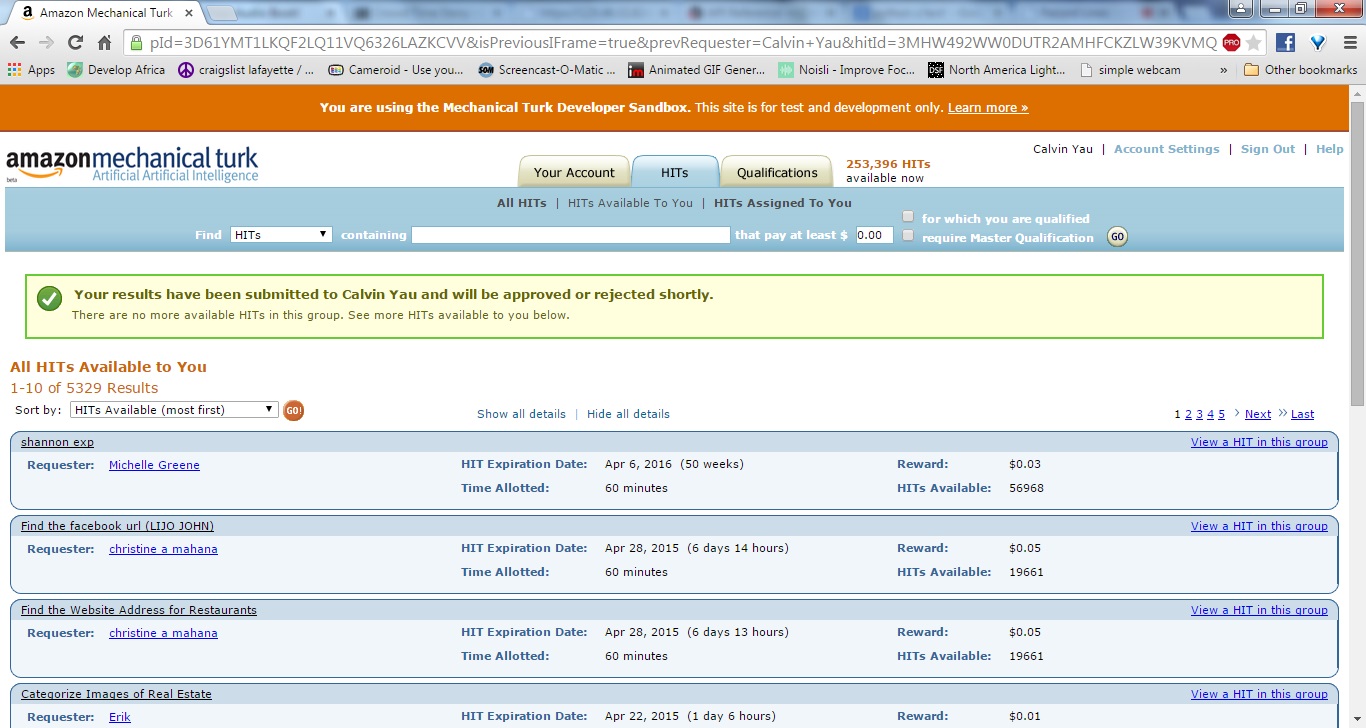 Amazon Mechanical Turk
pId=3D61YMT1LKQF2LQ11VQ6326LAZKCVV&isPreviousIFrame=true&prevRequester=Calvin+Yau&hitId=3MHW492WW0DUTR2AMHFCKZLW39KVMQ PRO
Apps Develop Africa craigslist lafayette / ... Cameroid - Use you... Screencast-O-Matic ... Animated GIF Gener... Noisli - Improve Foc... North America Light... simple webcam » Other bookmarks
You are using the Mechanical Turk Developer Sandbox. This site is for test and development only. Learn more »
Calvin Yau | Account Settings | Sign Out | Help
amazonmechanical turk
beta Artificial Artificial Intelligence
Your Account HITs Qualifications
253,396 HITs
available now
All HITs | HITs Available To You | HITs Assigned To You
for which you are qualified
Find HITs containing that pay at least $ 0.00 require Master Qualification GO
Your results have been submitted to Calvin Yau and will be approved or rejected shortly.
There are no more available HITs in this group. See more HITs available to you below.
All HITs Available to You
1-10 of 5329 Results
Sort by: HITs Available (most first) GO!
Show all details | Hide all details
1 2 3 4 5 › Next » Last
shannon exp View a HIT in this group
Requester: Michelle Greene HIT Expiration Date: Apr 6, 2016 (50 weeks) Reward: $0.03
Time Allotted: 60 minutes HITs Available: 56968
Find the facebook url (LIJO JOHN) View a HIT in this group
Requester: christine a mahana HIT Expiration Date: Apr 28, 2015 (6 days 14 hours) Reward: $0.05
Time Allotted: 60 minutes HITs Available: 19661
Find the Website Address for Restaurants View a HIT in this group
Requester: christine a mahana HIT Expiration Date: Apr 28, 2015 (6 days 13 hours) Reward: $0.05
Time Allotted: 60 minutes HITs Available: 19661
Categorize Images of Real Estate View a HIT in this group
Requester: Erik HIT Expiration Date: Apr 22, 2015 (1 day 6 hours) Reward: $0.01